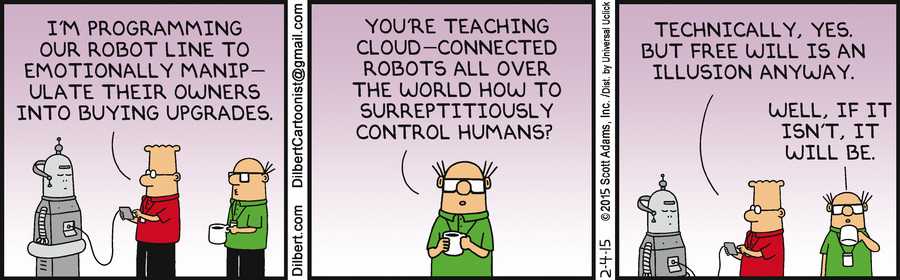 I'M PROGRAMMING
OUR ROBOT LINE TO
EMOTIONALLY MANIP-
ULATE THEIR OWNERS
INTO BUYING UPGRADES.
Dilbert.com DilbertCartoonist@gmail.com
YOU'RE TEACHING
CLOUD-CONNECTED
ROBOTS ALL OVER
THE WORLD HOW TO
SURREPTITIOUSLY
CONTROL HUMANS?
2-4-15 © 2015 Scott Adams, Inc. /Dist. by Universal Uclick
TECHNICALLY, YES.
BUT FREE WILL IS AN
ILLUSION ANYWAY.
WELL, IF IT
ISN'T, IT
WILL BE.